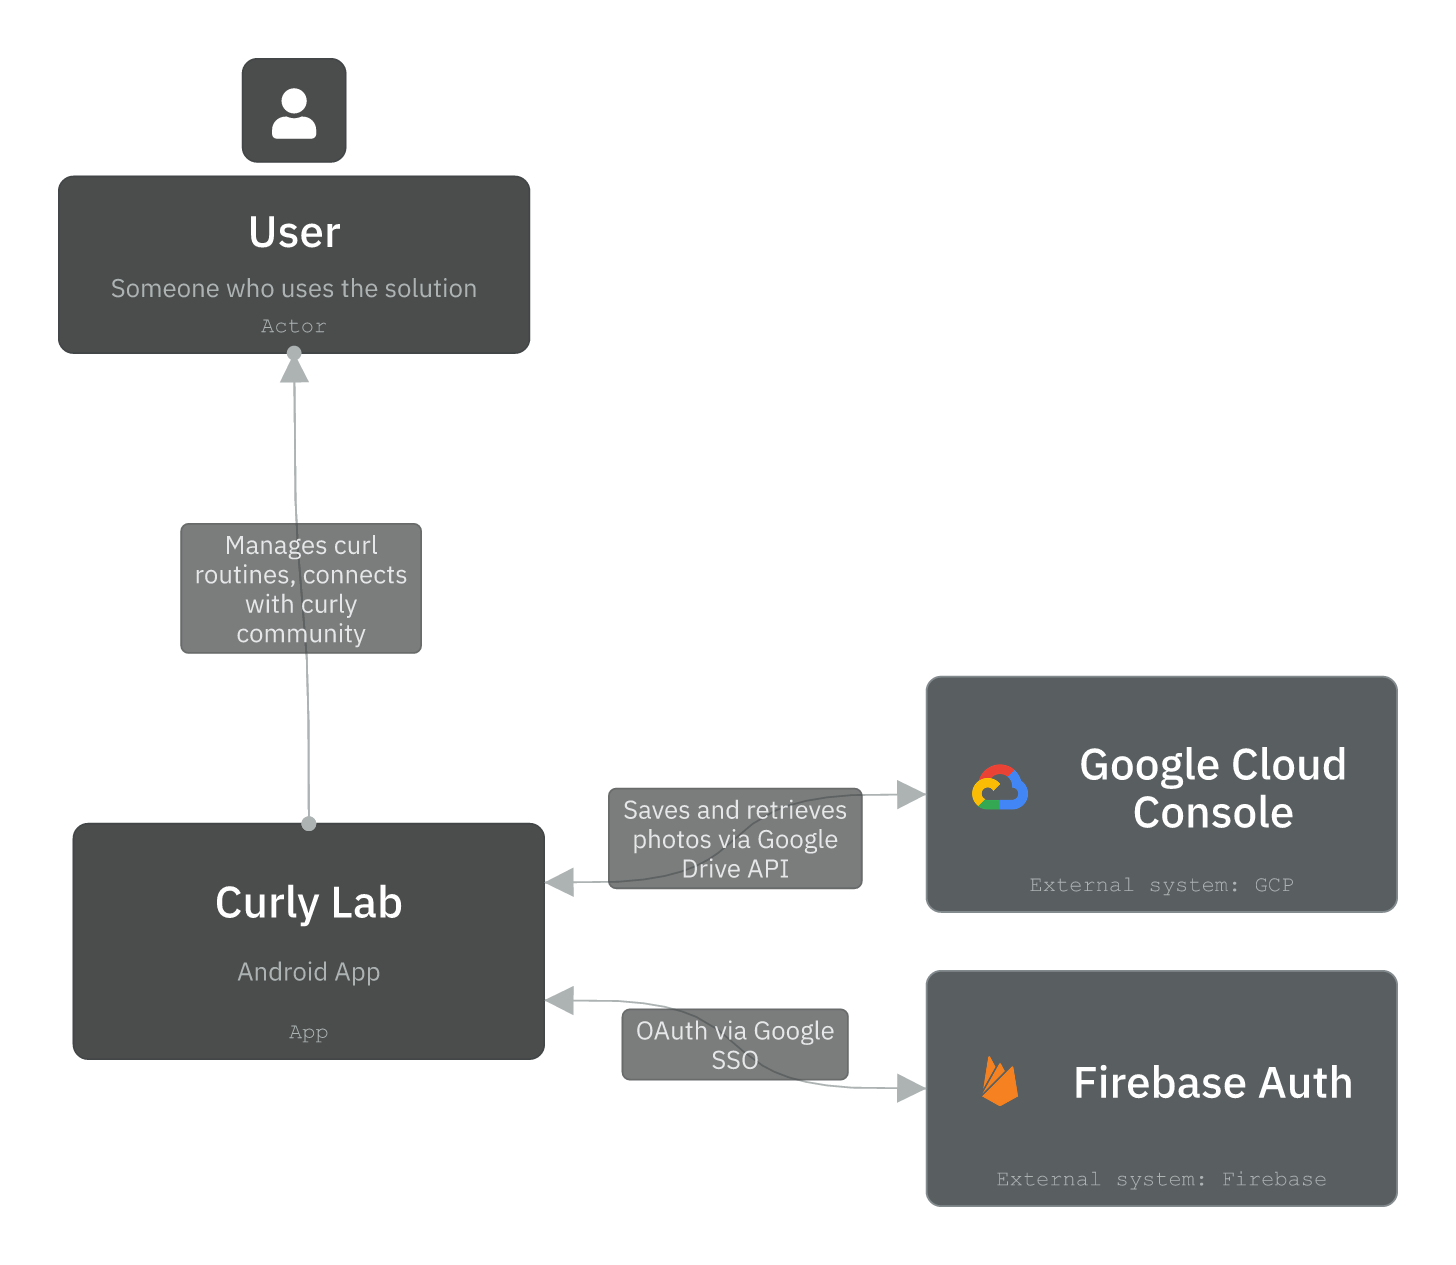 User
Someone who uses the solution
Actor
Manages curl
routines, connects
with curly
community
Curly Lab
Android App
App
Saves and retrieves
photos via Google
Drive API
Google Cloud
Console
External system: GCP
OAuth via Google
SSO
Firebase Auth
External system: Firebase